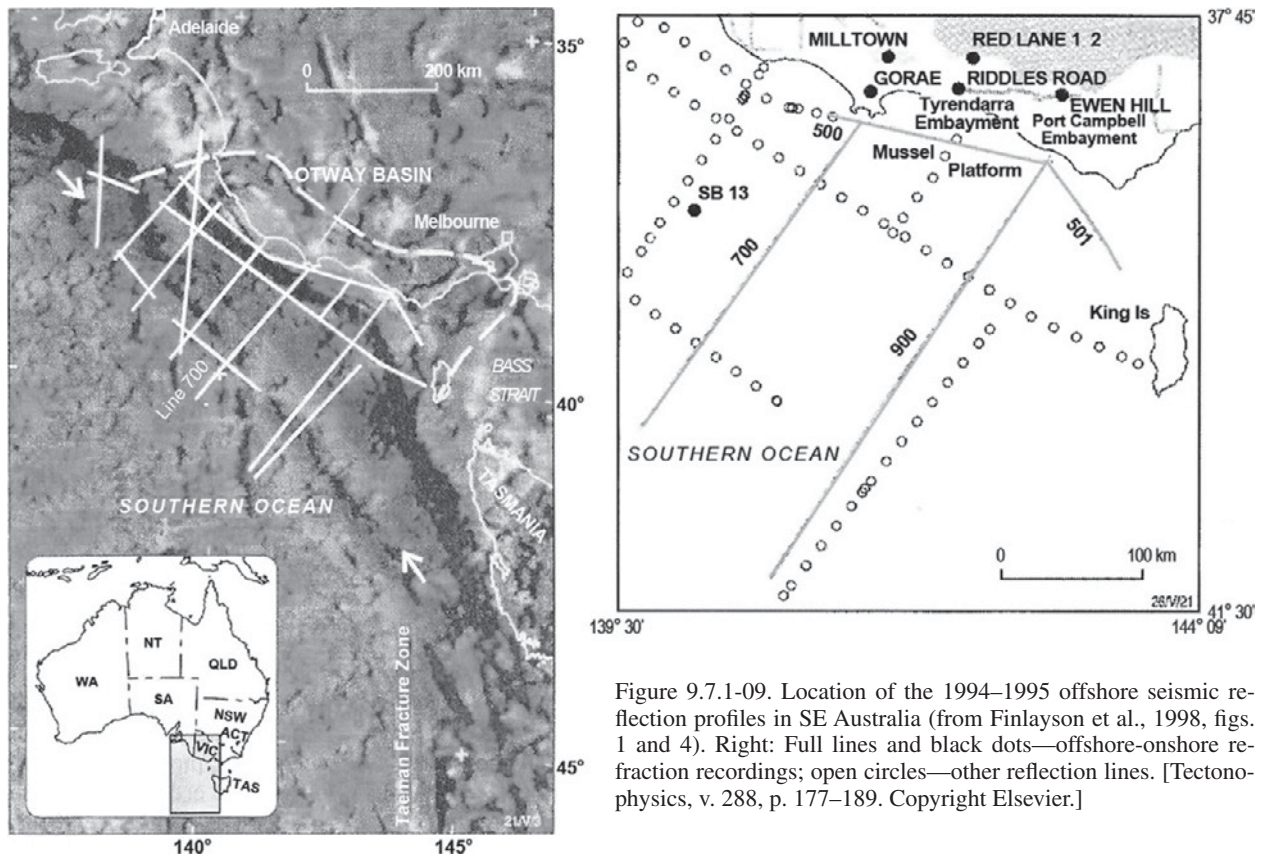 Adelaide
35°
0 200 km
OTWAY BASIN
Melbourne
BASS
STRAIT
Line 700
40°
SOUTHERN OCEAN
TASMANIA
Taeman Fracture Zone
NT
WA
QLD
SA
NSW
ACT
VIC
TAS
45°
21/V/3
140°
145°
37° 45'
MILLTOWN
RED LANE 1 2
GORAE
RIDDLES ROAD
Tyrendarra
Embayment
EWEN HILL
Port Campbell
Embayment
500
Mussel
Platform
SB 13
501
700
King Is
900
SOUTHERN OCEAN
0 100 km
26/V/21
139° 30'
41° 30'
144° 09'
Figure 9.7.1-09. Location of the 1994–1995 offshore seismic re-
flection profiles in SE Australia (from Finlayson et al., 1998, figs.
1 and 4). Right: Full lines and black dots—offshore-onshore re-
fraction recordings; open circles—other reflection lines. [Tectono-
physics, v. 288, p. 177–189. Copyright Elsevier.]